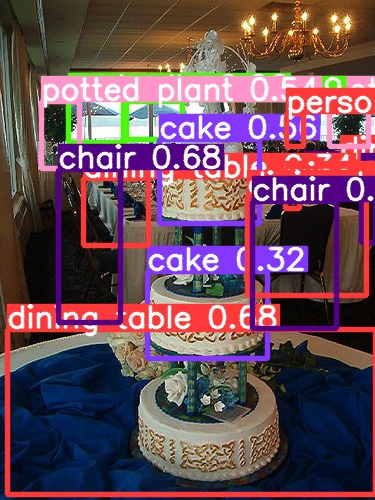 potted plant 0.54
perso
cake 0.56
chair 0.68
dining table 0.34
chair 0.
cake 0.32
dining table 0.68